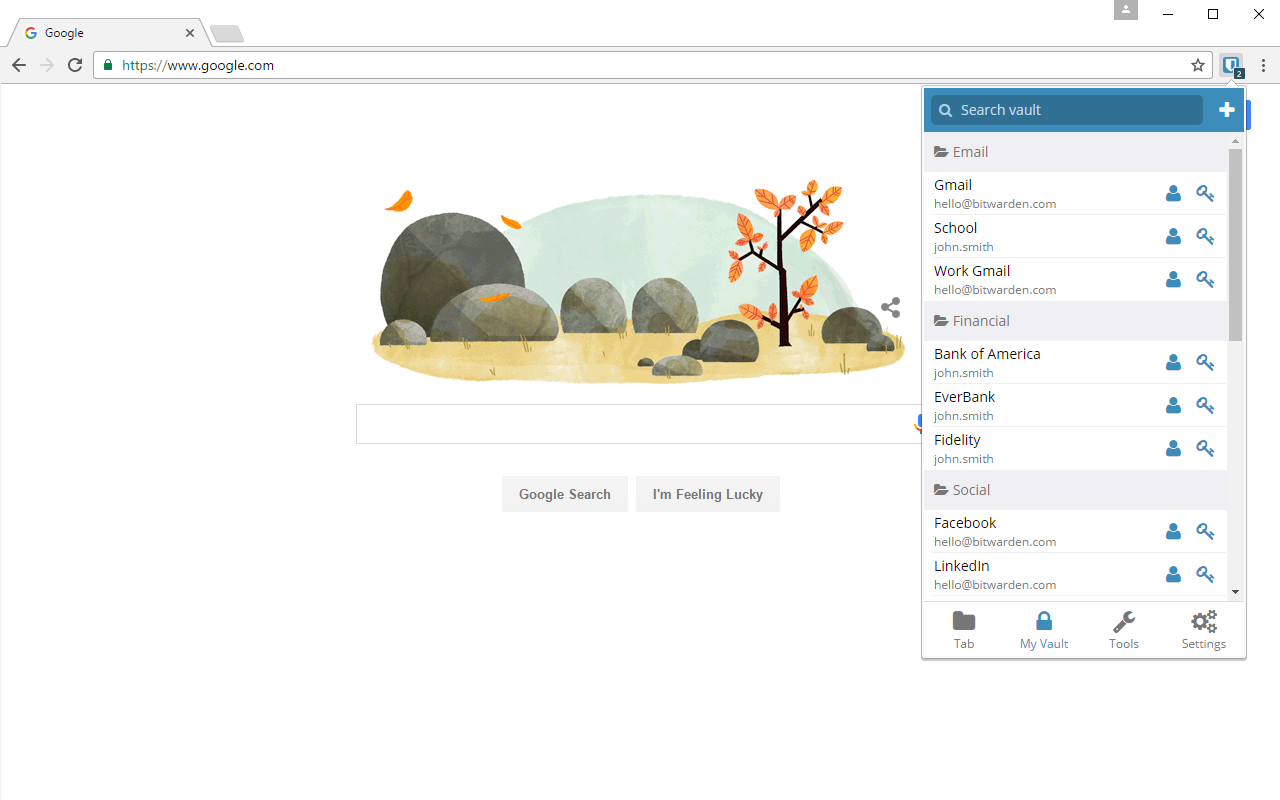 Google
https://www.google.com
2
Search vault
Email
Gmail
hello@bitwarden.com
School
john.smith
Work Gmail
hello@bitwarden.com
Financial
Bank of America
john.smith
EverBank
john.smith
Fidelity
john.smith
Social
Facebook
hello@bitwarden.com
LinkedIn
hello@bitwarden.com
Tab
My Vault
Tools
Settings
Google Search
I'm Feeling Lucky